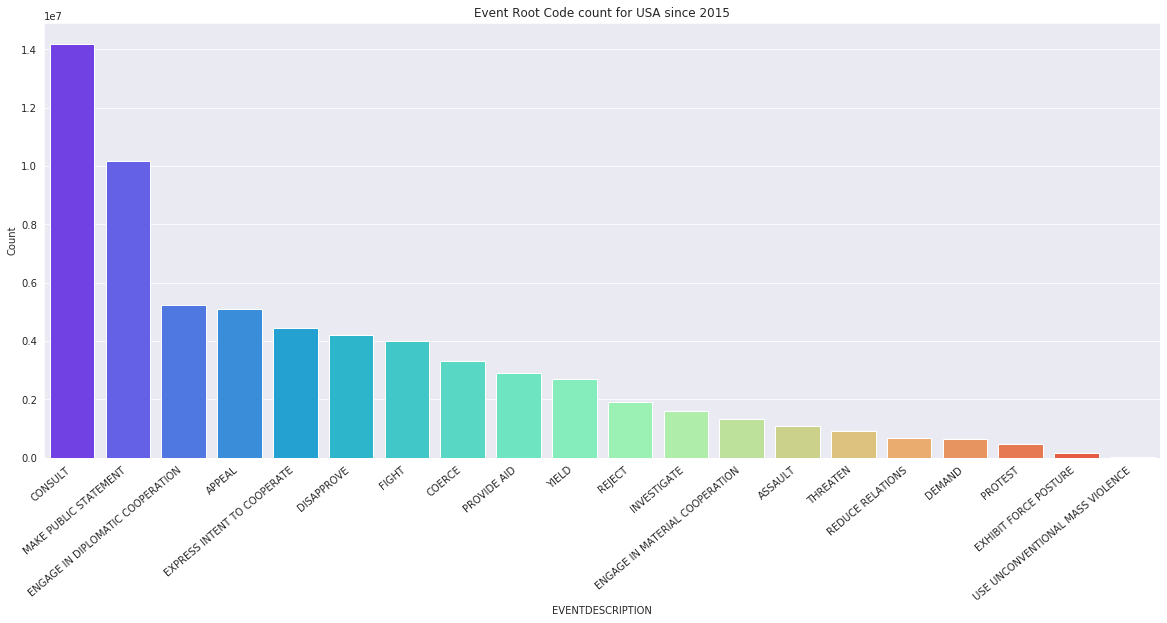 Event Root Code count for USA since 2015
1e7
1.4
1.2
1.0
0.8
0.6
0.4
0.2
0.0
Count
CONSULT
MAKE PUBLIC STATEMENT
ENGAGE IN DIPLOMATIC COOPERATION
APPEAL
EXPRESS INTENT TO COOPERATE
DISAPPROVE
FIGHT
COERCE
PROVIDE AID
YIELD
REJECT
INVESTIGATE
ENGAGE IN MATERIAL COOPERATION
ASSAULT
THREATEN
REDUCE RELATIONS
DEMAND
PROTEST
EXHIBIT FORCE POSTURE
USE UNCONVENTIONAL MASS VIOLENCE
EVENTDESCRIPTION